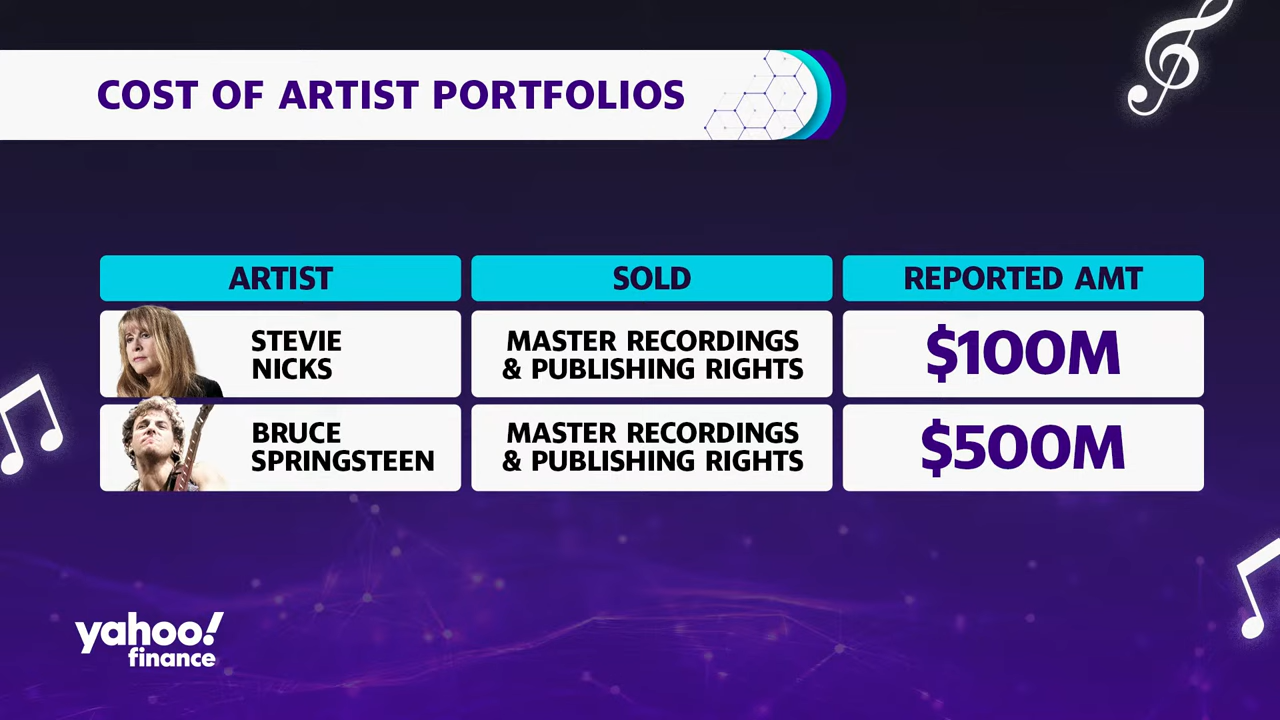 COST OF ARTIST PORTFOLIOS
ARTIST
SOLD
REPORTED AMT
STEVIE
NICKS
MASTER RECORDINGS
& PUBLISHING RIGHTS
$100M
BRUCE
SPRINGSTEEN
MASTER RECORDINGS
& PUBLISHING RIGHTS
$500M
yahoo!
finance